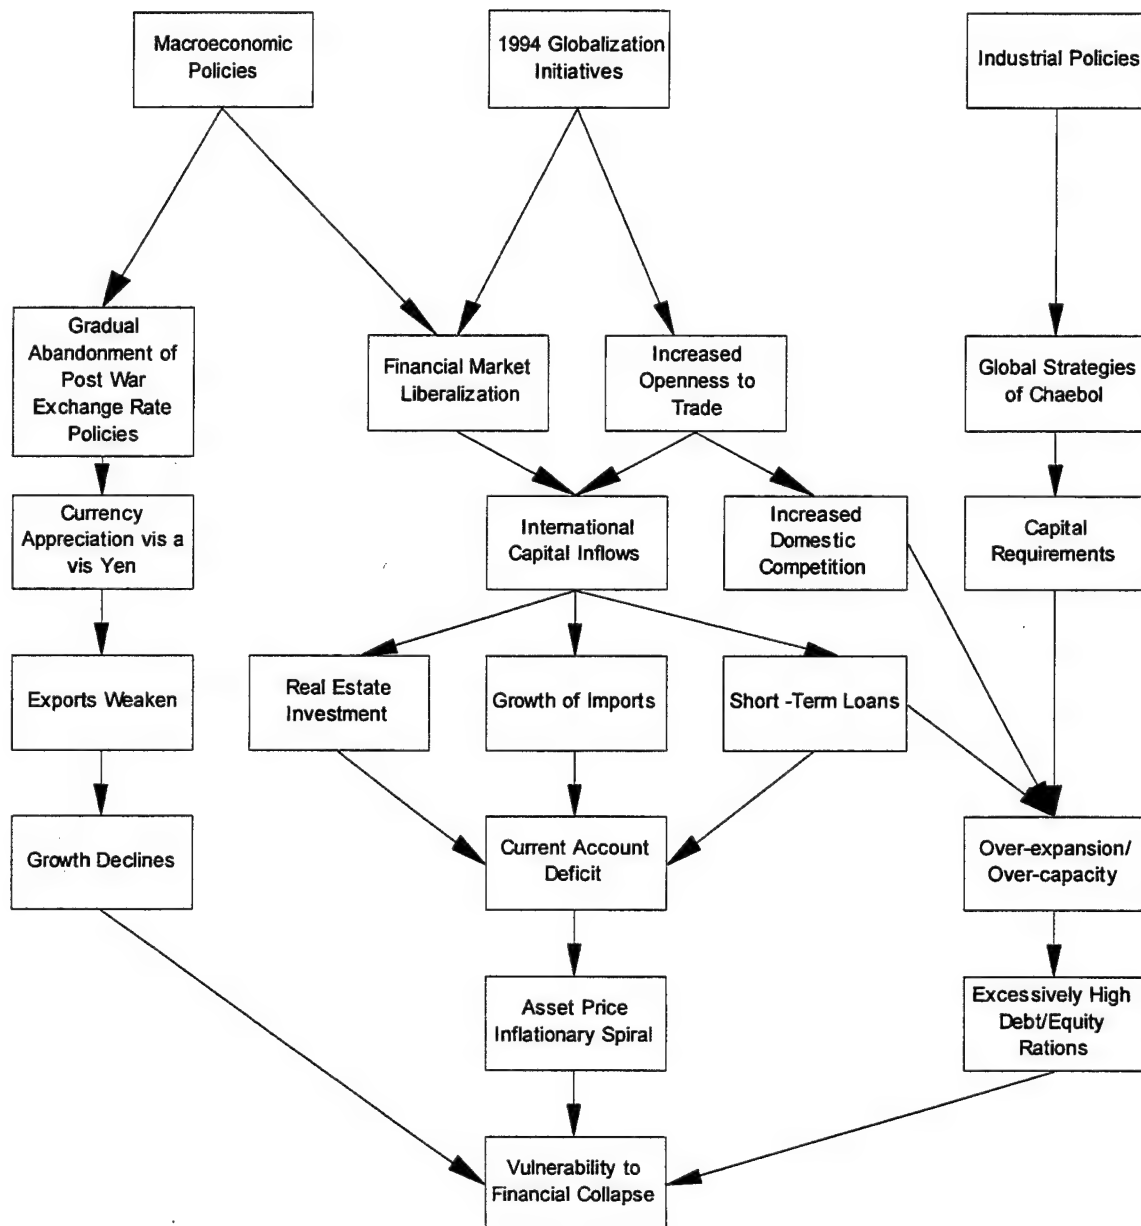 Macroeconomic
Policies
1994 Globalization
Initiatives
Industrial Policies
Gradual
Abandonment of
Post War
Exchange Rate
Policies
Financial Market
Liberalization
Increased
Openness to
Trade
Global Strategies
of Chaebol
Currency
Appreciation vis a
vis Yen
International
Capital Inflows
Increased
Domestic
Competition
Capital
Requirements
Exports Weaken
Real Estate
Investment
Growth of Imports
Short -Term Loans
Growth Declines
Current Account
Deficit
Over-expansion/
Over-capacity
Asset Price
Inflationary Spiral
Excessively High
Debt/Equity
Rations
Vulnerability to
Financial Collapse